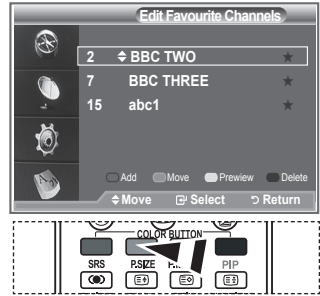 Edit Favourite Channels
2 BBC TWO ★
7 BBC THREE ★
15 abc1 ★
Add Move Preview Delete
Move Select Return
COLOR BUTTON
SRS P.SIZE PIP